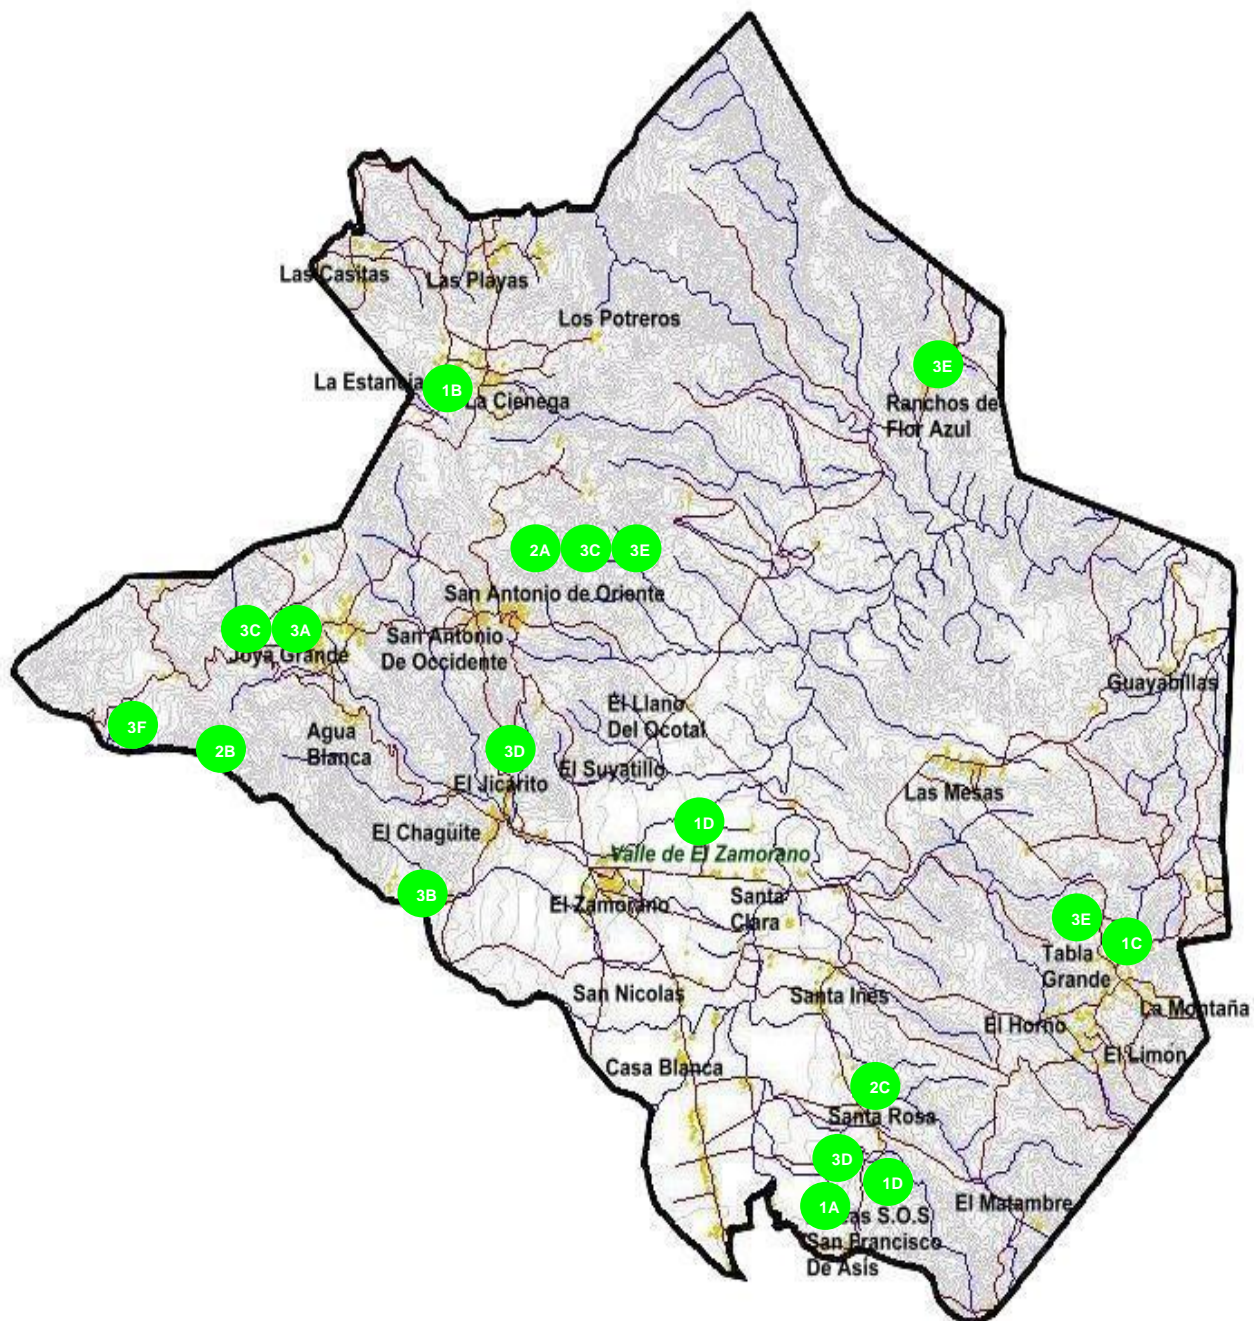 Las Casitas
Las Playas
Los Potreros
3E
La Estancia
1B
La Cienega
Ranchos de
Flor Azul
2A 3C 3E
San Antonio de Oriente
3C 3A
San Antonio
De Occidente
Joya Grande
Guayabillas
El Llano
Del Ocotal
3F
2B
Agua
Blanca
3D
El Suyatillo
El Jicarito
Las Mesas
1D
El Chagüite
Valle de El Zamorano
3B
El Zamorano
Santa
Clara
3E
1C
Tabla
Grande
San Nicolas
Santa Inés
La Montaña
El Horno
El Limón
Casa Blanca
2C
Santa Rosa
3D
1D
1A
El Matambre
S.O.S
San Francisco
De Asís